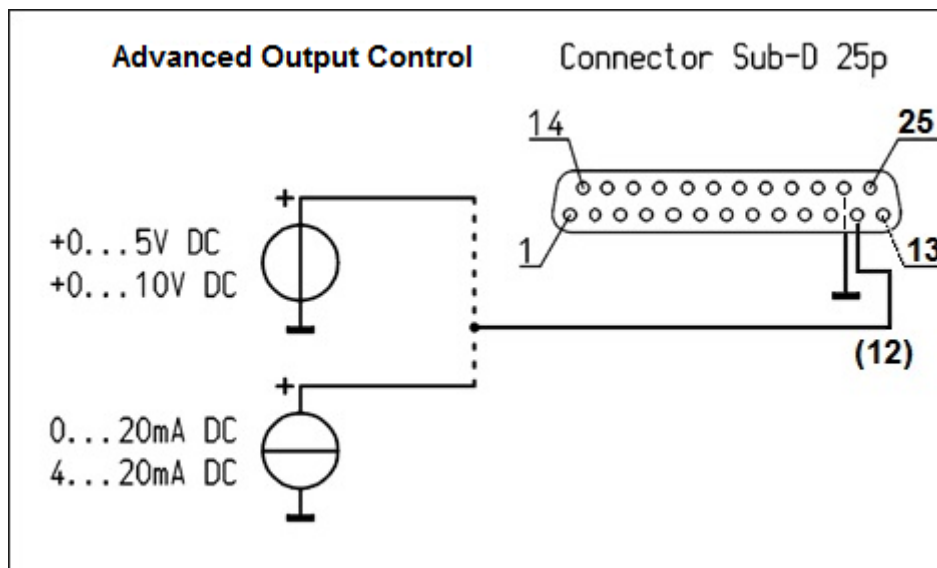 Advanced Output Control
Connector Sub-D 25p
14
25
+
+0...5V DC
+0...10V DC
1
13
(12)
+
0...20mA DC
4...20mA DC